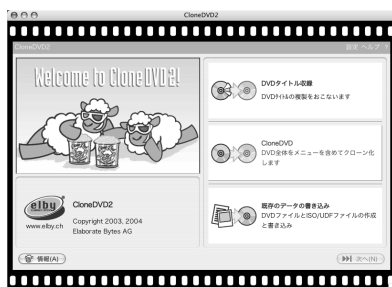 CloneDVD2
CloneDVD2
設定 ヘルプ ?
Welcome to CloneDVD2!
elby
www.elby.ch
CloneDVD2
Copyright 2003, 2004
Elaborate Bytes AG
DVDタイトル収録
DVDﾀｲﾄﾙの複製をおこないます
CloneDVD
DVD全体をメニューを含めてクローン化
します
既存のデータの書き込み
DVDファイルとISO/UDFファイルの作成
と書き込み
情報(A)
次へ(N)